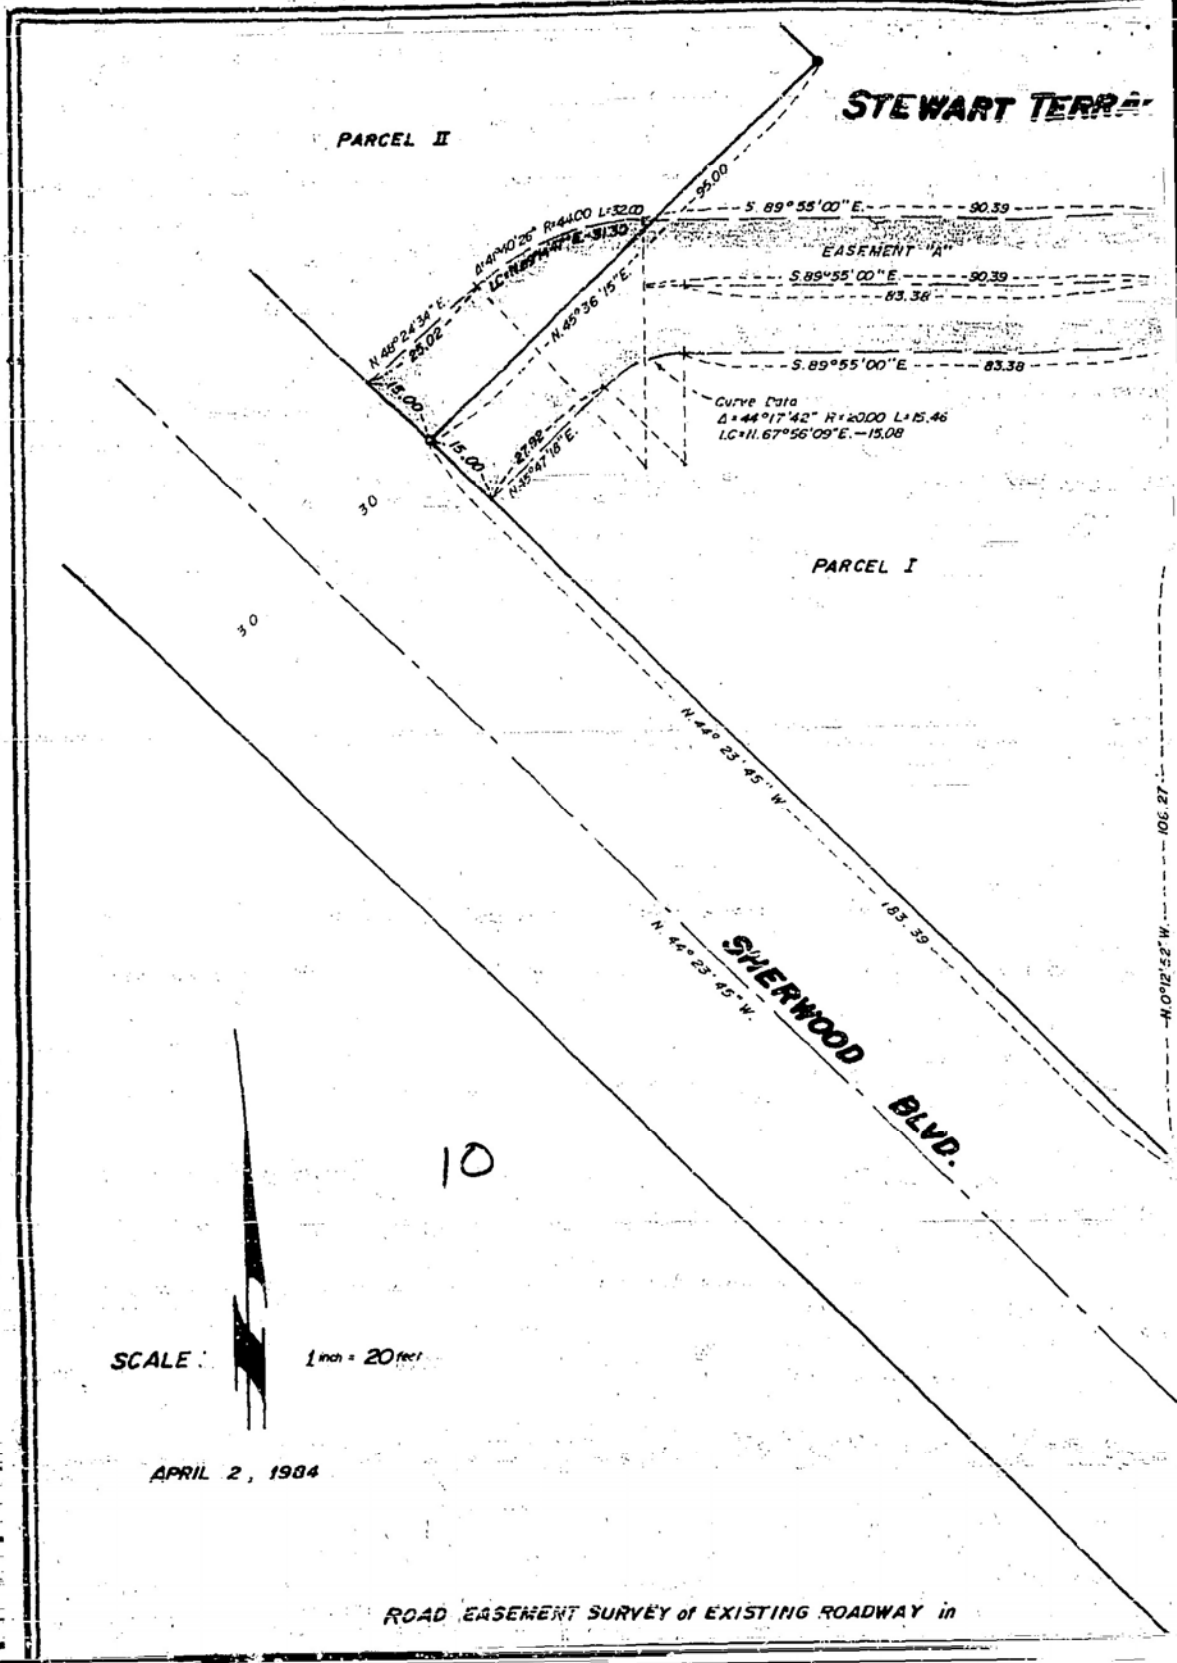 STEWART TERRA
PARCEL II
95.00
Δ=41°40'26" R=44.00 L=32.00
S. 89°55'00"E. 90.39
EASEMENT "A"
S.89°55'00"E. 90.39
83.38
N.45°36'15"E.
N.48°24'34"E.
25.02
S.89°55'00"E. 83.38
15.00
Curve Data
Δ=44°17'42" R=20.00 L=15.46
LC=N.67°56'09"E.—15.08
27.92
N.45°47'18"E.
15.00
30
PARCEL I
30
N. 44° 23' 45" W.
183.39
106.27
N.0°12'52"W.
N. 44° 23' 45" W.
SHERWOOD BLVD.
10
SCALE: 1 inch = 20 feet
APRIL 2, 1984
ROAD EASEMENT SURVEY of EXISTING ROADWAY in